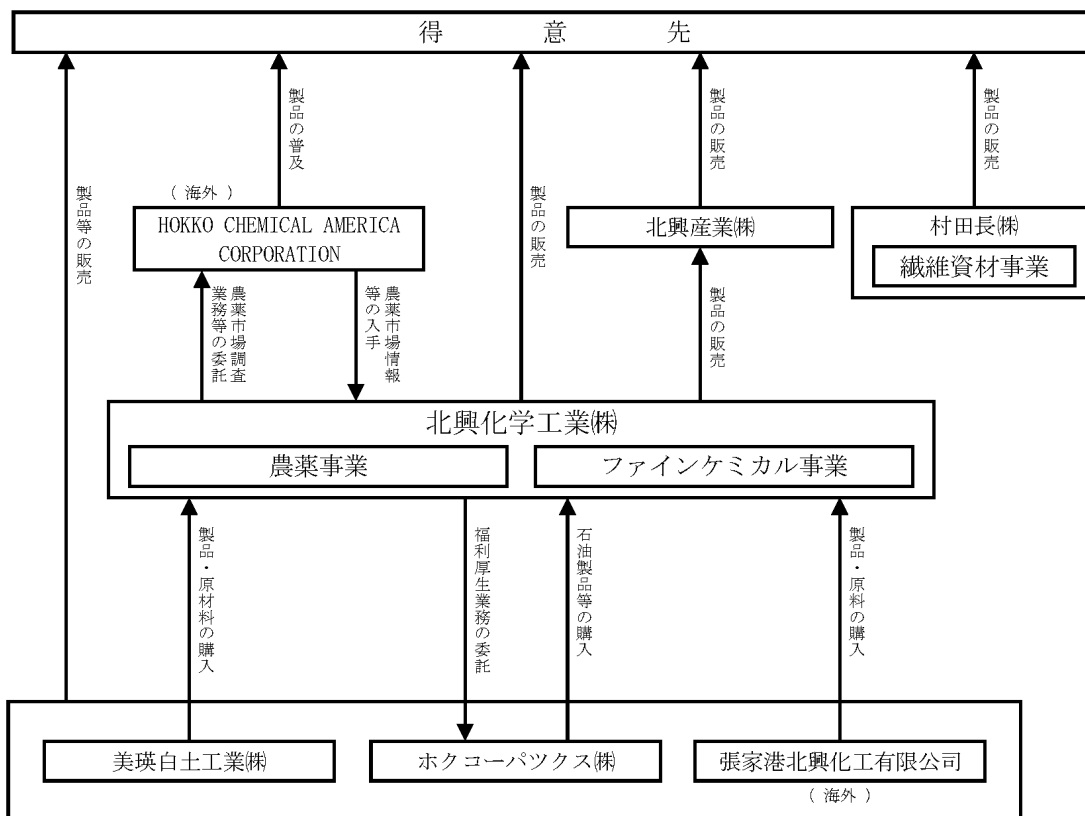 得意先
製品等の販売
製品の普及
製品の販売
製品の販売
製品の販売
(海外)
HOKKO CHEMICAL AMERICA
CORPORATION
北興産業㈱
村田長㈱
繊維資材事業
農薬市場調査
業務等の委託
農薬市場情報
等の入手
製品の販売
北興化学工業㈱
農薬事業
ファインケミカル事業
製品・原材料の購入
福利厚生業務の委託
石油製品等の購入
製品・原料の購入
美瑛白土工業㈱
ホクコーパツクス㈱
張家港北興化工有限公司
(海外)